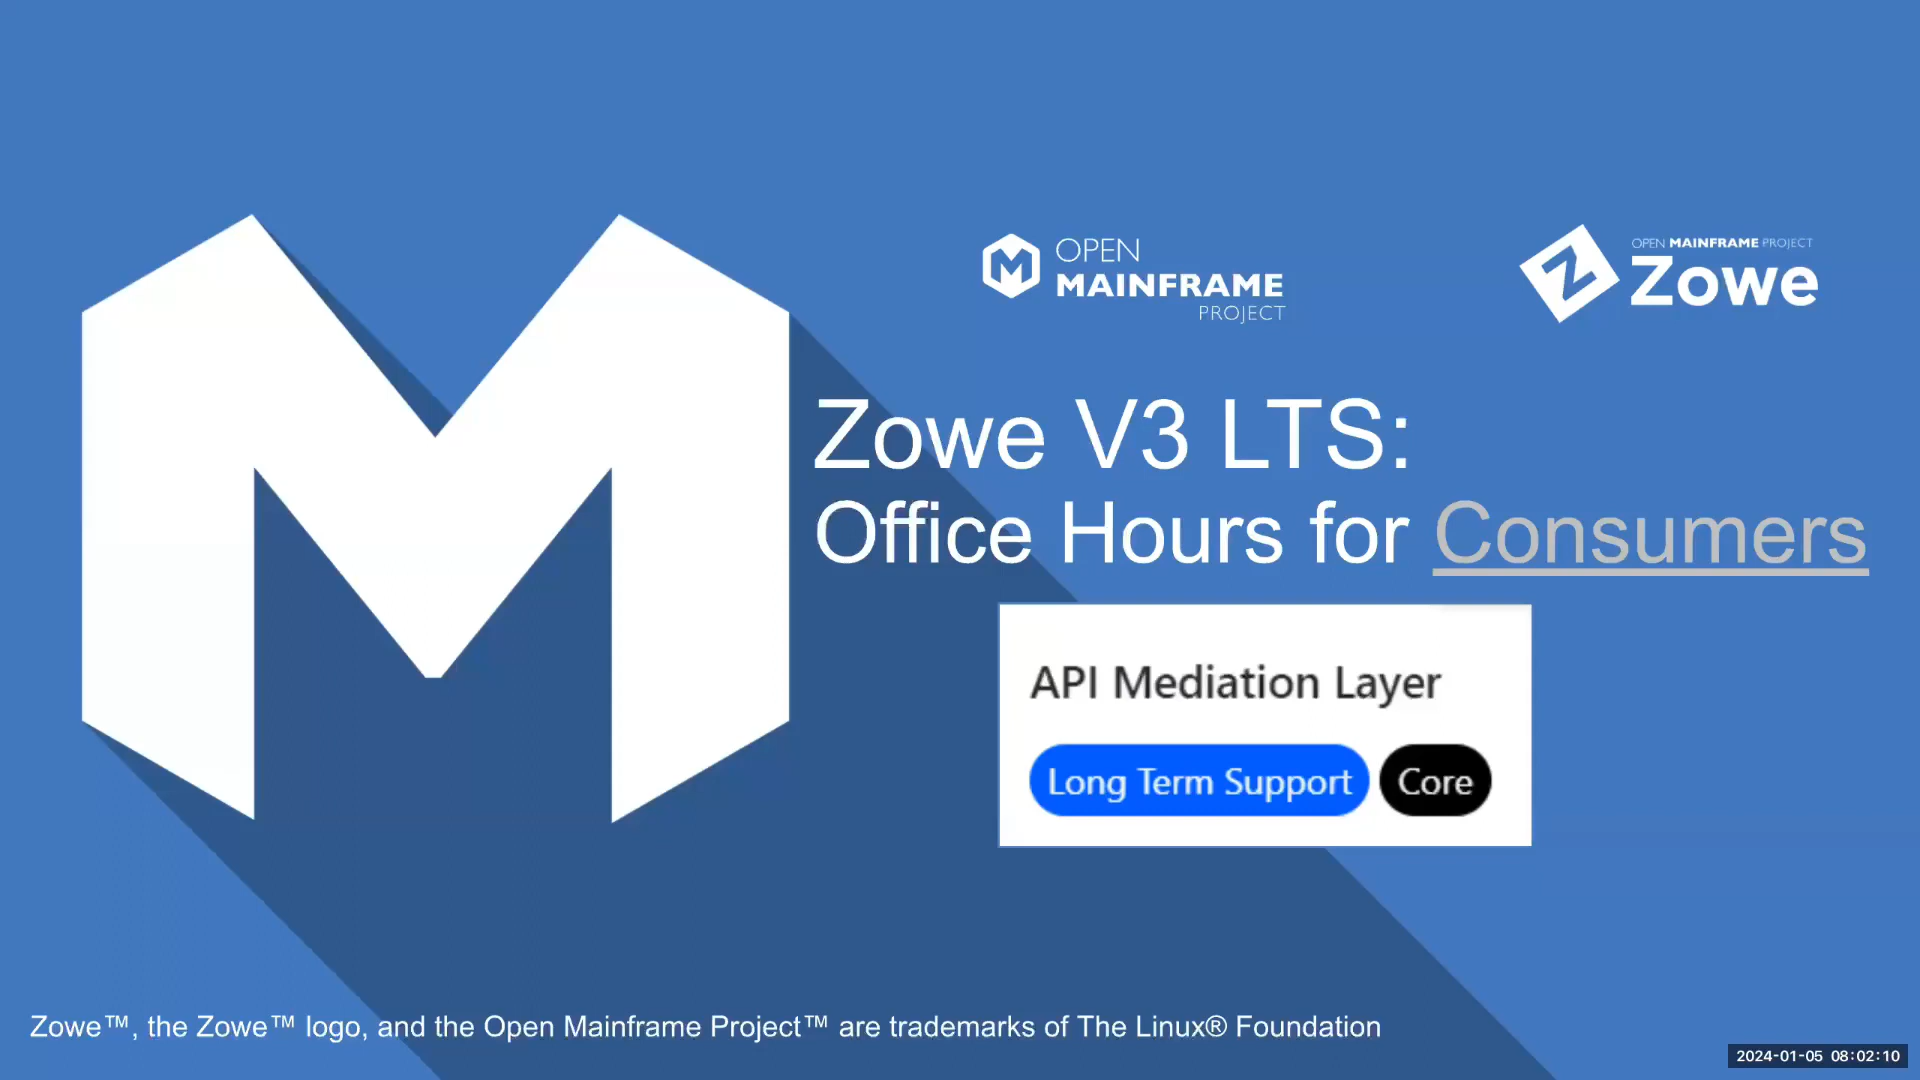 OPEN
MAINFRAME
PROJECT
OPEN MAINFRAME PROJECT
Zowe
Zowe V3 LTS:
Office Hours for Consumers
API Mediation Layer
Long Term Support Core
Zowe™, the Zowe™ logo, and the Open Mainframe Project™ are trademarks of The Linux® Foundation
2024-01-05 08:02:10